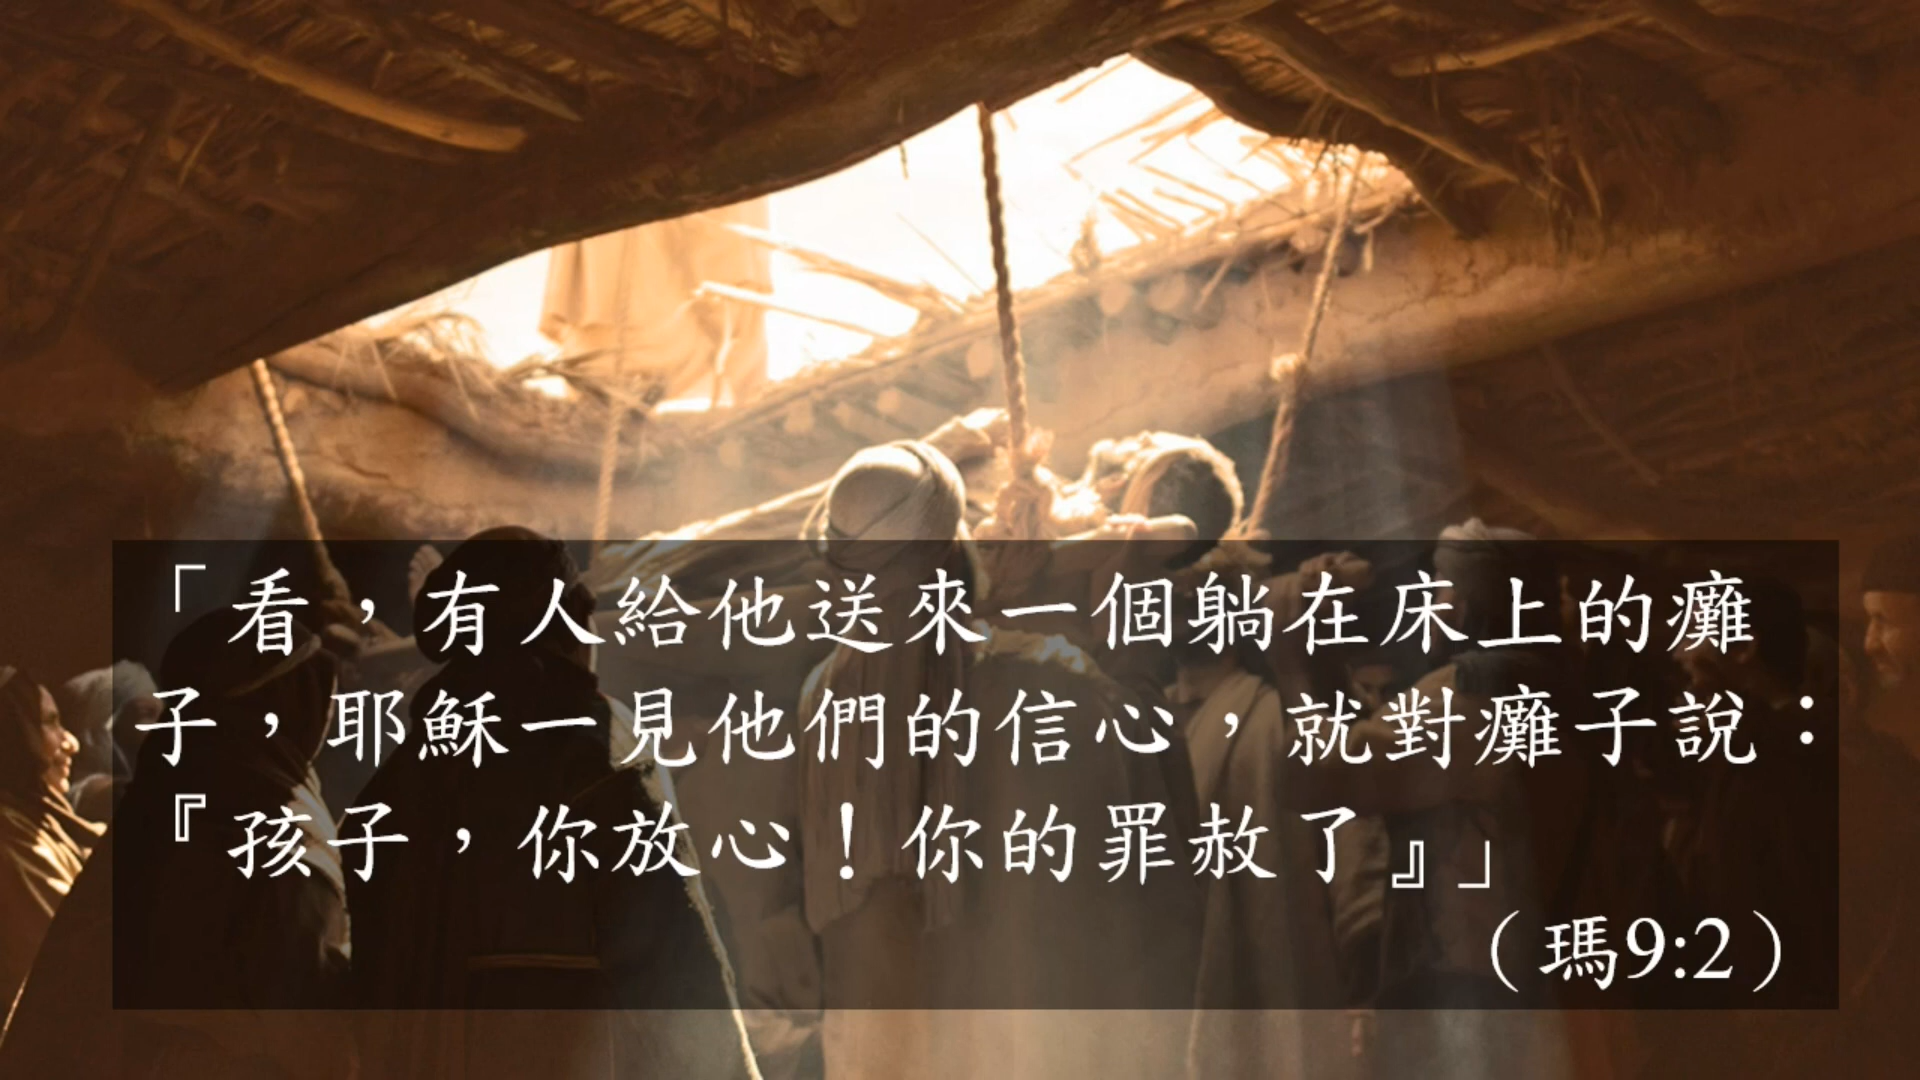 「看，有人給他送來一個躺在床上的癱
子，耶穌一見他們的信心，就對癱子說：
『孩子，你放心！你的罪赦了』」
（瑪9:2）